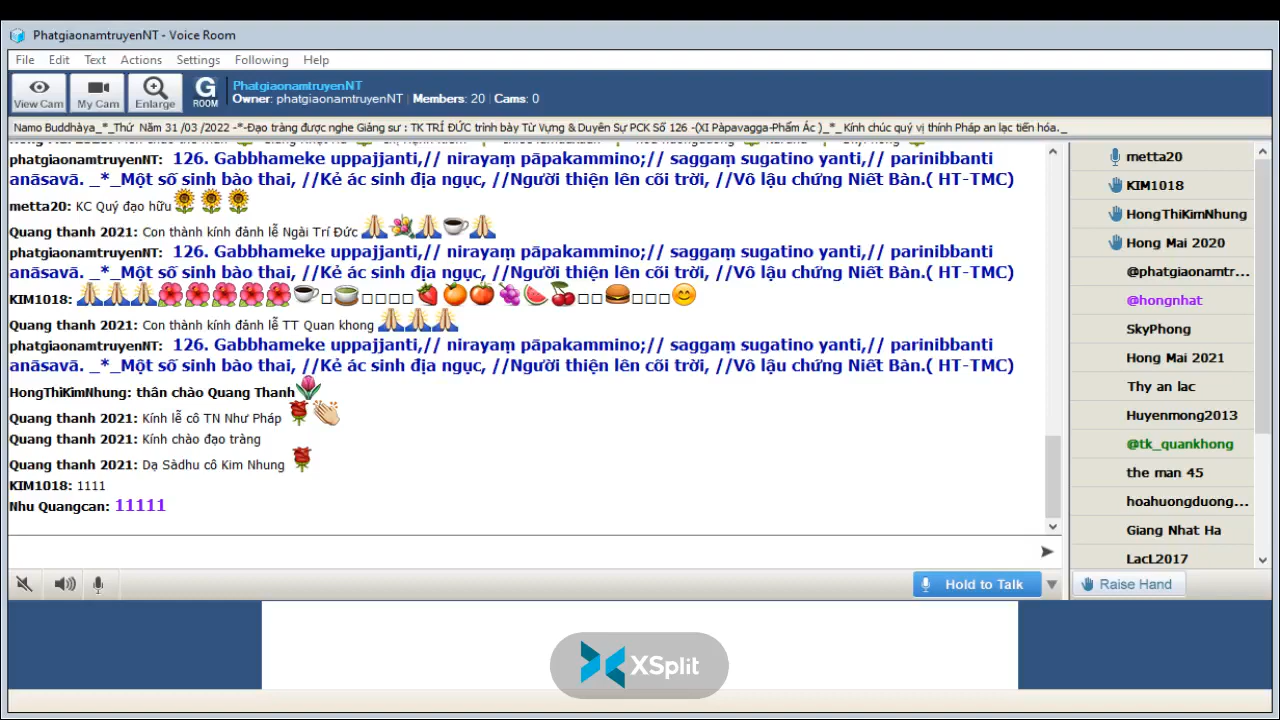 PhatgiaonamtruyenNT - Voice Room
File Edit Text Actions Settings Following Help
View Cam
My Cam
Enlarge
G
ROOM
PhatgiaonamtruyenNT
Owner: phatgiaonamtruyenNT | Members: 20 | Cams: 0
Namo Buddhàya_*_Thứ Năm 31 /03 /2022 -*-Đạo tràng được nghe Giảng sư : TK TRÍ ĐỨC trình bày Từ Vựng & Duyên Sự PCK Số 126 -(XI Pàpavagga-Phẩm Ác )_*_ Kính chúc quý vị thính Pháp an lạc tiến hóa._
phatgiaonamtruyenNT: 126. Gabbhameke uppajjanti,// nirayaṃ pāpakammino;// saggaṃ sugatino yanti,// parinibbanti
anāsavā. _*_Một số sinh bào thai, //Kẻ ác sinh địa ngục, //Người thiện lên cõi trời, //Vô lậu chứng Niết Bàn.( HT-TMC)
metta20: KC Quý đạo hữu
Quang thanh 2021: Con thành kính đảnh lễ Ngài Trí Đức
phatgiaonamtruyenNT: 126. Gabbhameke uppajjanti,// nirayaṃ pāpakammino;// saggaṃ sugatino yanti,// parinibbanti
anāsavā. _*_Một số sinh bào thai, //Kẻ ác sinh địa ngục, //Người thiện lên cõi trời, //Vô lậu chứng Niết Bàn.( HT-TMC)
KIM1018:
Quang thanh 2021: Con thành kính đảnh lễ TT Quan khong
phatgiaonamtruyenNT: 126. Gabbhameke uppajjanti,// nirayaṃ pāpakammino;// saggaṃ sugatino yanti,// parinibbanti
anāsavā. _*_Một số sinh bào thai, //Kẻ ác sinh địa ngục, //Người thiện lên cõi trời, //Vô lậu chứng Niết Bàn.( HT-TMC)
HongThiKimNhung: thân chào Quang Thanh
Quang thanh 2021: Kính lễ cô TN Như Pháp
Quang thanh 2021: Kính chào đạo tràng
Quang thanh 2021: Dạ Sàdhu cô Kim Nhung
KIM1018: 1111
Nhu Quangcan: 11111
metta20
KIM1018
HongThiKimNhung
Hong Mai 2020
@phatgiaonamtr...
@hongnhat
SkyPhong
Hong Mai 2021
Thy an lac
Huyenmong2013
@tk_quankhong
the man 45
hoahuongduong...
Giang Nhat Ha
LacL2017
Hold to Talk
Raise Hand
XSplit